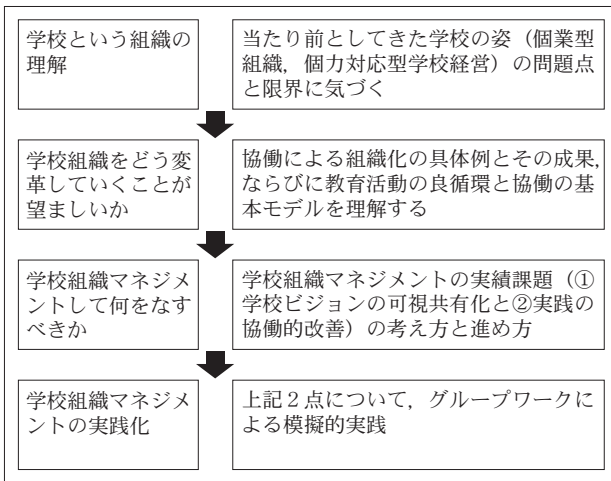 学校という組織の
理解
当たり前としてきた学校の姿（個業型
組織，個力対応型学校経営）の問題点
と限界に気づく
学校組織をどう変
革していくことが
望ましいか
協働による組織化の具体例とその成果，
ならびに教育活動の良循環と協働の基
本モデルを理解する
学校組織マネジメ
ントして何をなす
べきか
学校組織マネジメントの実績課題（①
学校ビジョンの可視共有化と②実践の
協働的改善）の考え方と進め方
学校組織マネジメ
ントの実践化
上記２点について，グループワークに
よる模擬的実践